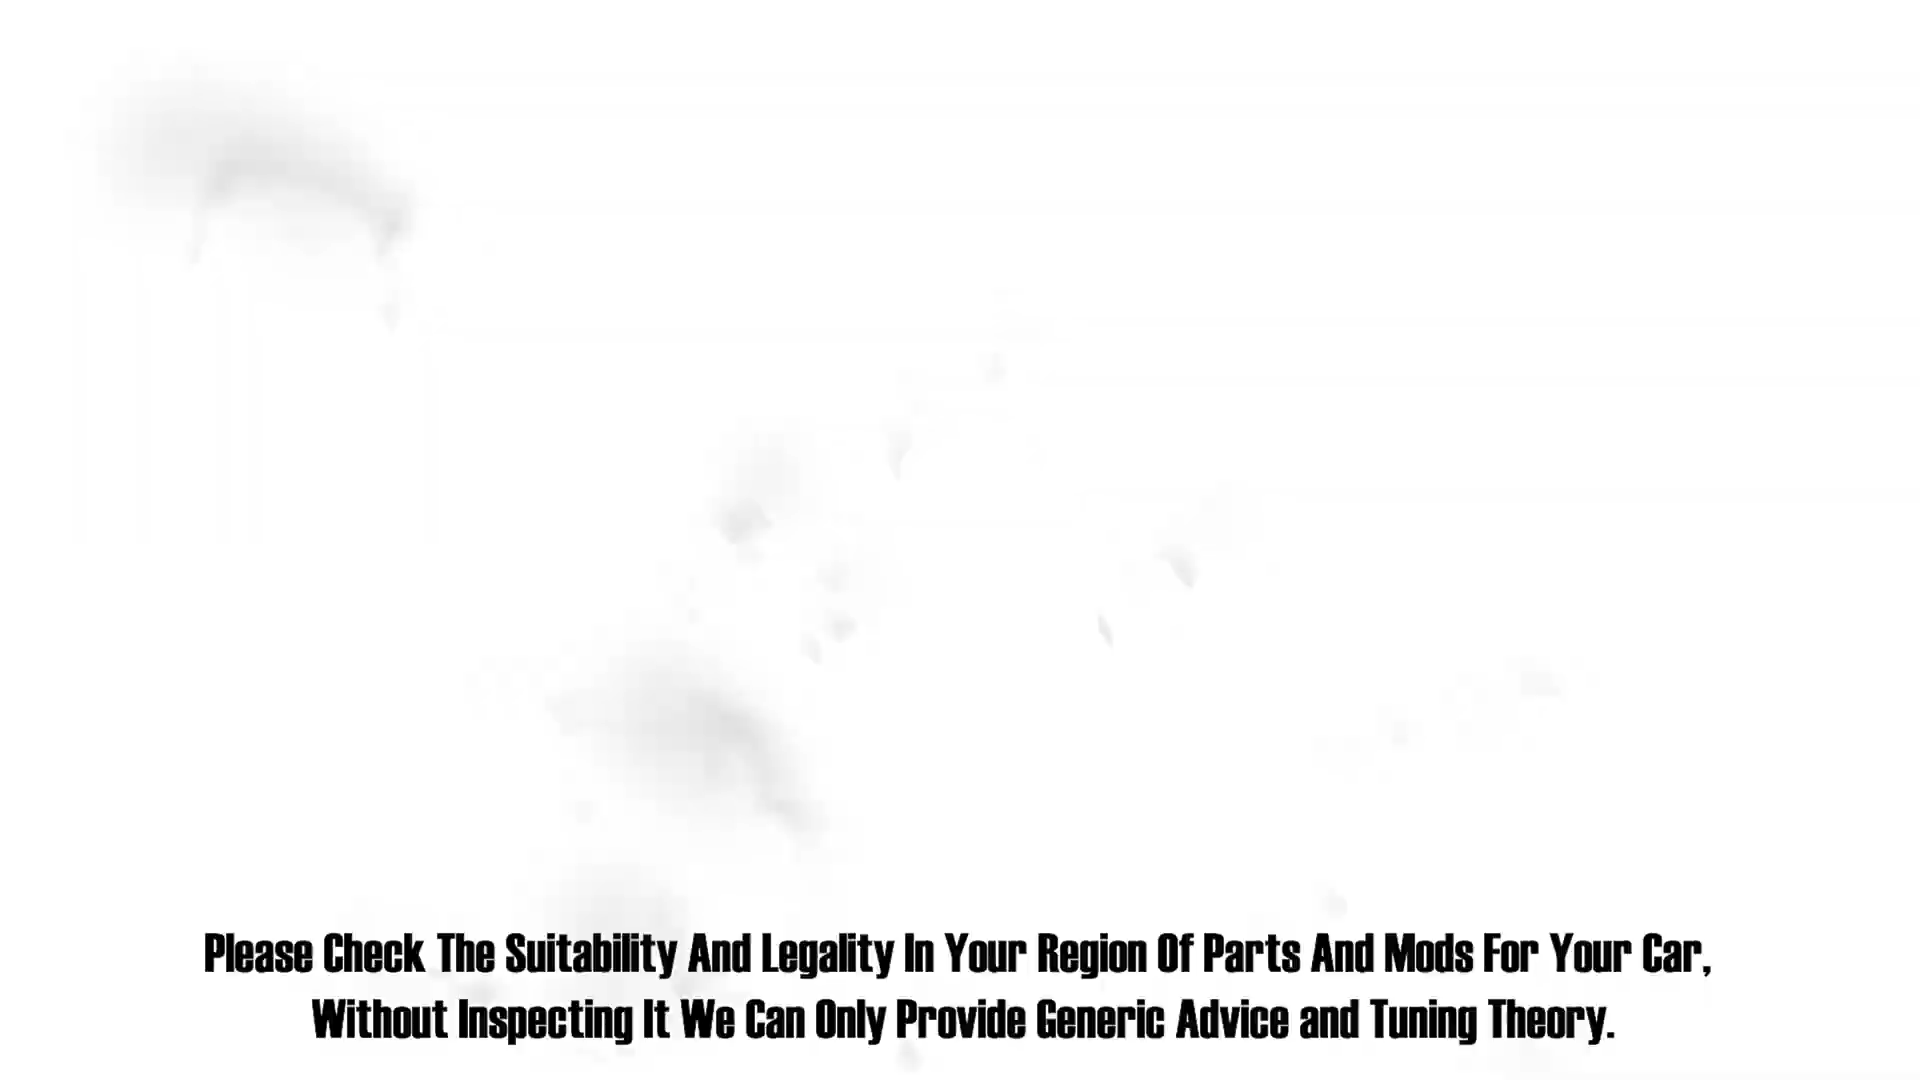 Please Check The Suitability And Legality In Your Region Of Parts And Mods For Your Car,
Without Inspecting It We Can Only Provide Generic Advice and Tuning Theory.